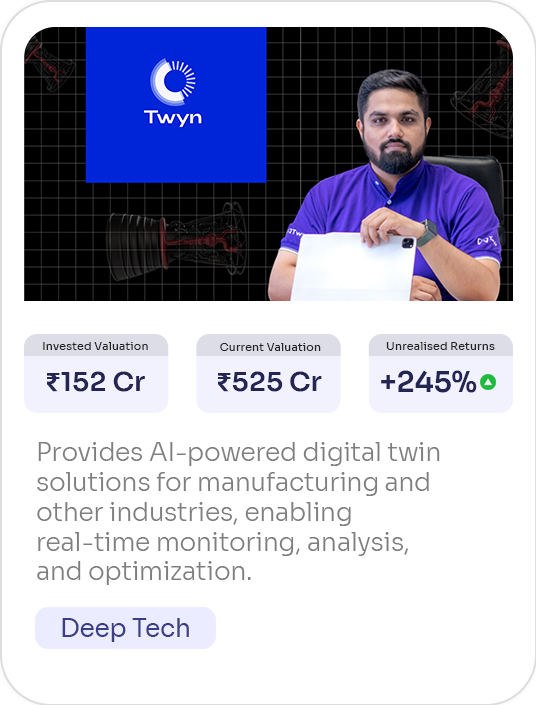 Twyn
Invested Valuation
₹152 Cr
Current Valuation
₹525 Cr
Unrealised Returns
+245%
Provides AI-powered digital twin
solutions for manufacturing and
other industries, enabling
real-time monitoring, analysis,
and optimization.
Deep Tech